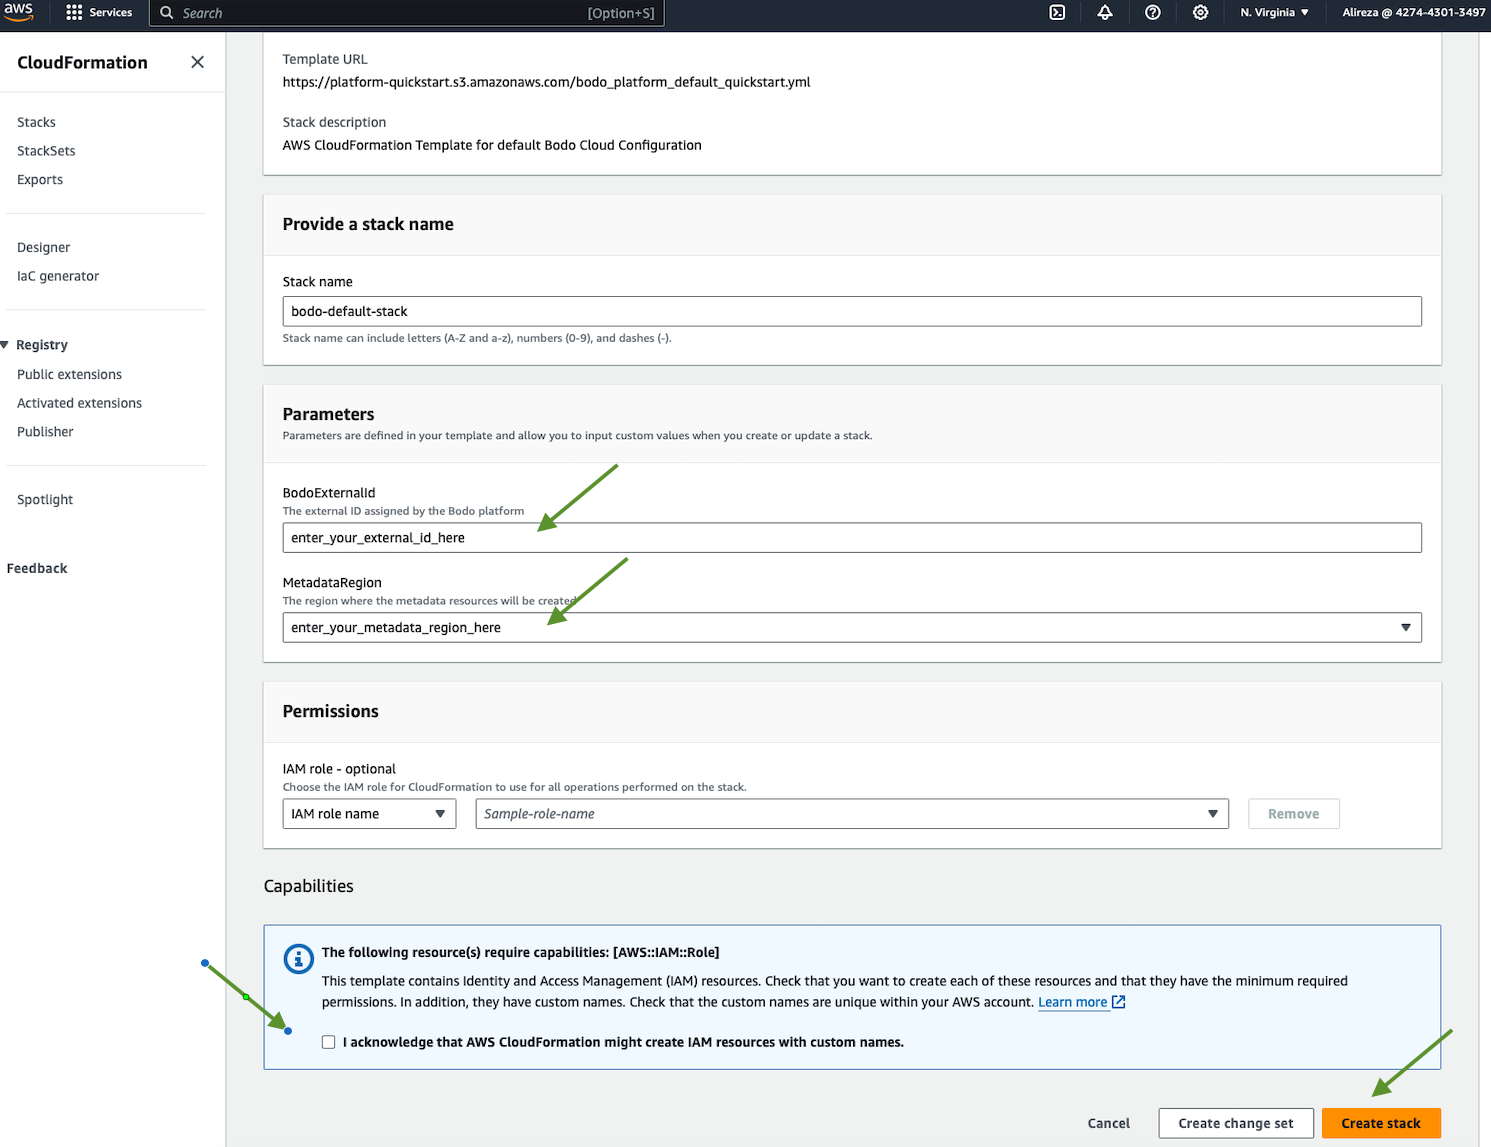 aws
Services
Search
[Option+S]
N. Virginia
Alireza @ 4274-4301-3497
CloudFormation
Stacks
StackSets
Exports
Designer
IaC generator
Registry
Public extensions
Activated extensions
Publisher
Spotlight
Feedback
Template URL
https://platform-quickstart.s3.amazonaws.com/bodo_platform_default_quickstart.yml
Stack description
AWS CloudFormation Template for default Bodo Cloud Configuration
Provide a stack name
Stack name
bodo-default-stack
Stack name can include letters (A-Z and a-z), numbers (0-9), and dashes (-).
Parameters
Parameters are defined in your template and allow you to input custom values when you create or update a stack.
BodoExternalId
The external ID assigned by the Bodo platform
enter_your_external_id_here
MetadataRegion
The region where the metadata resources will be created
enter_your_metadata_region_here
Permissions
IAM role - optional
Choose the IAM role for CloudFormation to use for all operations performed on the stack.
IAM role name
Sample-role-name
Remove
Capabilities
The following resource(s) require capabilities: [AWS::IAM::Role]
This template contains Identity and Access Management (IAM) resources. Check that you want to create each of these resources and that they have the minimum required
permissions. In addition, they have custom names. Check that the custom names are unique within your AWS account. Learn more
I acknowledge that AWS CloudFormation might create IAM resources with custom names.
Cancel
Create change set
Create stack